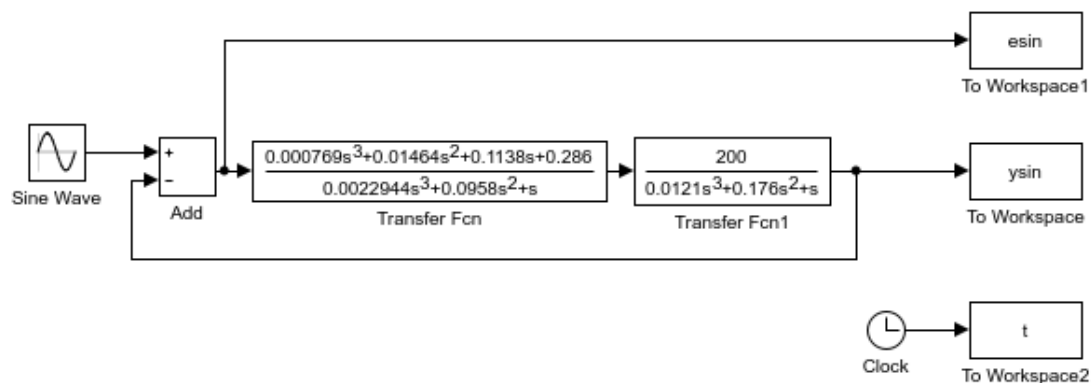 esin
To Workspace1
+
−
0.000769s³+0.01464s²+0.1138s+0.286
0.0022944s³+0.0958s²+s
200
0.0121s³+0.176s²+s
ysin
Sine Wave
Add
Transfer Fcn
Transfer Fcn1
To Workspace
t
Clock
To Workspace2